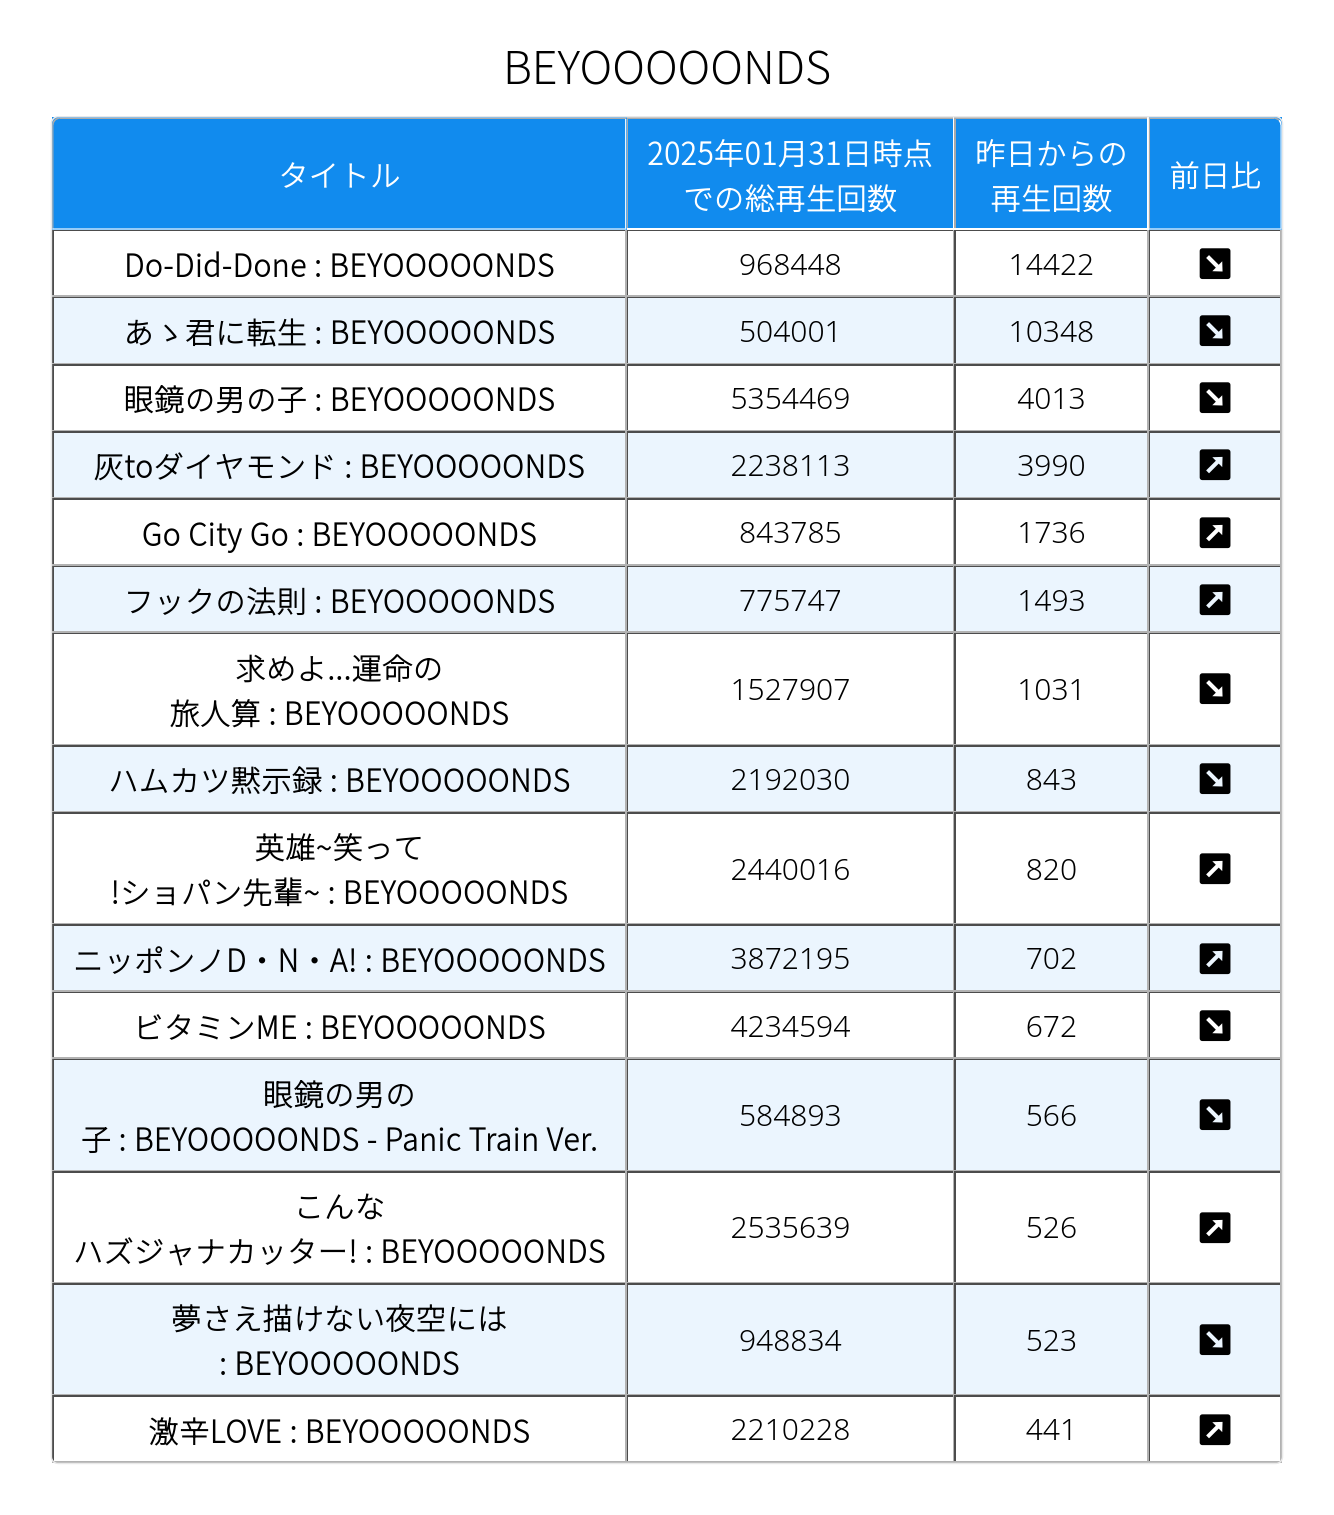 BEYOOOOONDS
タイトル
2025年01月31日時点
での総再生回数
昨日からの
再生回数
前日比
Do-Did-Done : BEYOOOOONDS
968448
14422
↘
あゝ君に転生 : BEYOOOOONDS
504001
10348
↘
眼鏡の男の子 : BEYOOOOONDS
5354469
4013
↘
灰toダイヤモンド : BEYOOOOONDS
2238113
3990
↗
Go City Go : BEYOOOOONDS
843785
1736
↗
フックの法則 : BEYOOOOONDS
775747
1493
↗
求めよ...運命の
旅人算 : BEYOOOOONDS
1527907
1031
↘
ハムカツ黙示録 : BEYOOOOONDS
2192030
843
↘
英雄~笑って
!ショパン先輩~ : BEYOOOOONDS
2440016
820
↗
ニッポンノD・N・A! : BEYOOOOONDS
3872195
702
↗
ビタミンME : BEYOOOOONDS
4234594
672
↘
眼鏡の男の
子 : BEYOOOOONDS - Panic Train Ver.
584893
566
↘
こんな
ハズジャナカッター! : BEYOOOOONDS
2535639
526
↗
夢さえ描けない夜空には
: BEYOOOOONDS
948834
523
↘
激辛LOVE : BEYOOOOONDS
2210228
441
↗